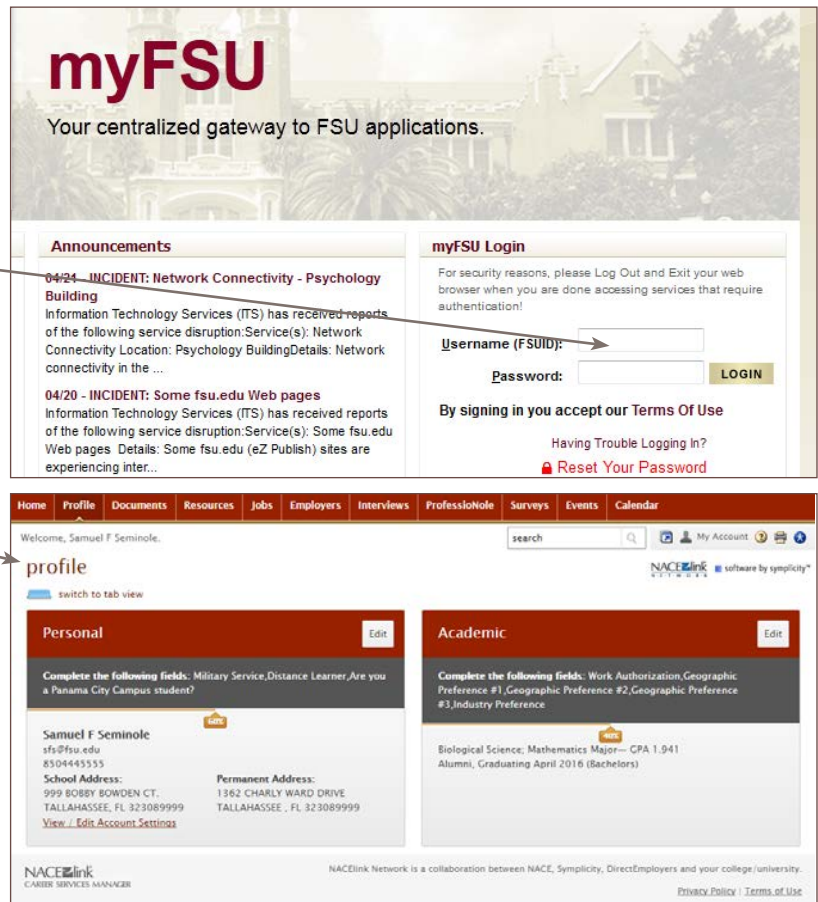 myFSU
Your centralized gateway to FSU applications.
Announcements
04/21 - INCIDENT: Network Connectivity - Psychology
Building
Information Technology Services (ITS) has received reports
of the following service disruption:Service(s): Network
Connectivity Location: Psychology BuildingDetails: Network
connectivity in the ...
04/20 - INCIDENT: Some fsu.edu Web pages
Information Technology Services (ITS) has received reports
of the following service disruption:Service(s): Some fsu.edu
Web pages Details: Some fsu.edu (eZ Publish) sites are
experiencing inter...
myFSU Login
For security reasons, please Log Out and Exit your web
browser when you are done accessing services that require
authentication!
Username (FSUID):
Password:
LOGIN
By signing in you accept our Terms Of Use
Having Trouble Logging In?
Reset Your Password
Home Profile Documents Resources Jobs Employers Interviews ProfessioNole Surveys Events Calendar
Welcome, Samuel F Seminole.
search
My Account
profile
NACElink NETWORK software by symplicity™
switch to tab view
Personal
Edit
Complete the following fields: Military Service,Distance Learner,Are you
a Panama City Campus student?
Samuel F Seminole
sfs@fsu.edu
8504445555
School Address:
999 BOBBY BOWDEN CT.
TALLAHASSEE, FL 323089999
Permanent Address:
1362 CHARLY WARD DRIVE
TALLAHASSEE , FL 323089999
View / Edit Account Settings
Academic
Edit
Complete the following fields: Work Authorization,Geographic
Preference #1,Geographic Preference #2,Geographic Preference
#3,Industry Preference
Biological Science; Mathematics Major--- GPA 1.941
Alumni, Graduating April 2016 (Bachelors)
NACElink
CAREER SERVICES MANAGER
NACElink Network is a collaboration between NACE, Symplicity, DirectEmployers and your college/university.
Privacy Policy | Terms of Use